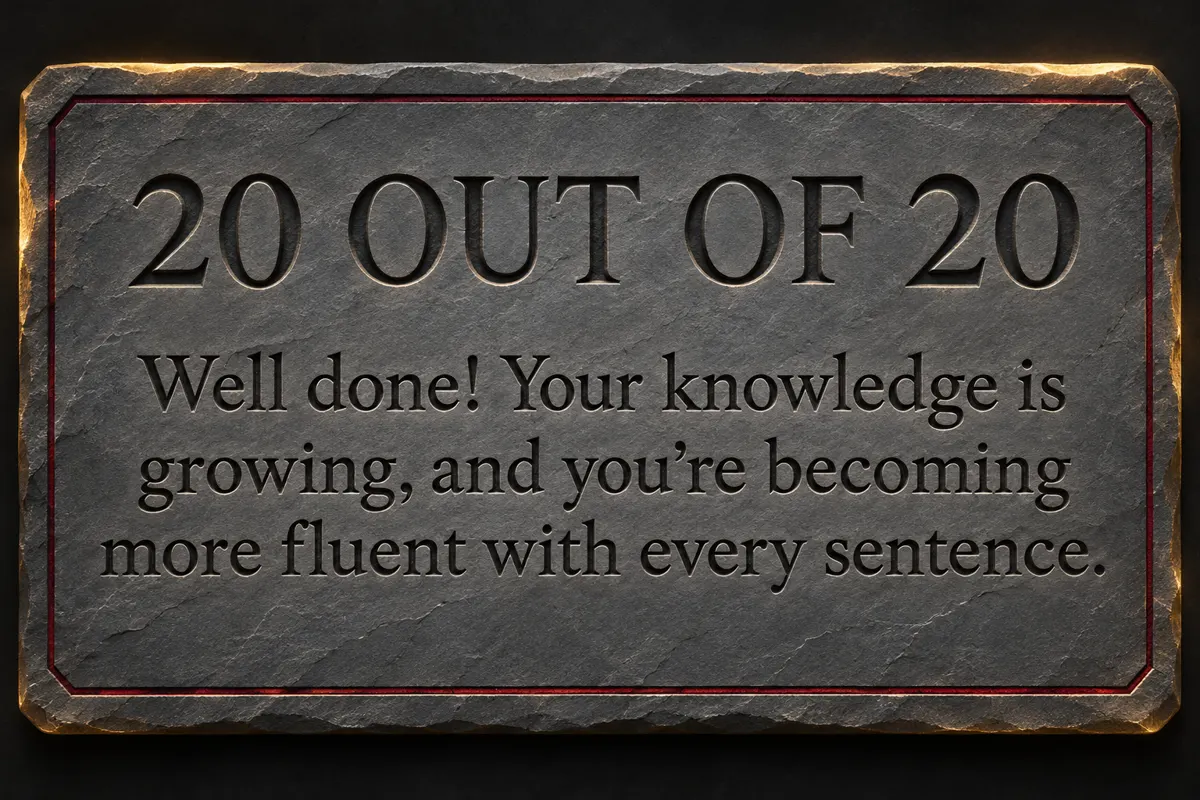 20 OUT OF 20
Well done! Your knowledge is
growing, and you’re becoming
more fluent with every sentence.